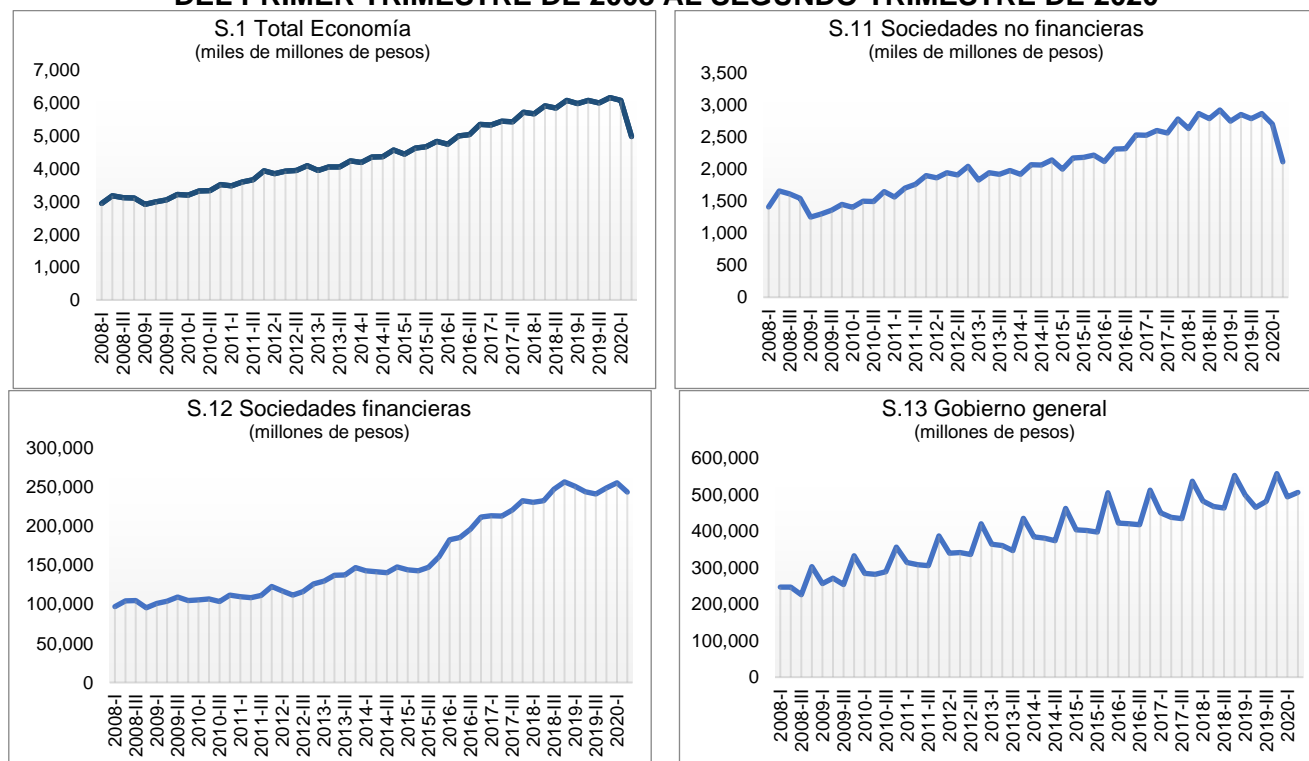 DEL PRIMER TRIMESTRE DE 2008 AL SEGUNDO TRIMESTRE DE 2020
S.1 Total Economía
(miles de millones de pesos)
7,000
6,000
5,000
4,000
3,000
2,000
1,000
0
2008-I
2008-III
2009-I
2009-III
2010-I
2010-III
2011-I
2011-III
2012-I
2012-III
2013-I
2013-III
2014-I
2014-III
2015-I
2015-III
2016-I
2016-III
2017-I
2017-III
2018-I
2018-III
2019-I
2019-III
2020-I
S.11 Sociedades no financieras
(miles de millones de pesos)
3,500
3,000
2,500
2,000
1,500
1,000
500
0
2008-I
2008-III
2009-I
2009-III
2010-I
2010-III
2011-I
2011-III
2012-I
2012-III
2013-I
2013-III
2014-I
2014-III
2015-I
2015-III
2016-I
2016-III
2017-I
2017-III
2018-I
2018-III
2019-I
2019-III
2020-I
S.12 Sociedades financieras
(millones de pesos)
300,000
250,000
200,000
150,000
100,000
50,000
0
2008-I
2008-III
2009-I
2009-III
2010-I
2010-III
2011-I
2011-III
2012-I
2012-III
2013-I
2013-III
2014-I
2014-III
2015-I
2015-III
2016-I
2016-III
2017-I
2017-III
2018-I
2018-III
2019-I
2019-III
2020-I
S.13 Gobierno general
(millones de pesos)
600,000
500,000
400,000
300,000
200,000
100,000
0
2008-I
2008-III
2009-I
2009-III
2010-I
2010-III
2011-I
2011-III
2012-I
2012-III
2013-I
2013-III
2014-I
2014-III
2015-I
2015-III
2016-I
2016-III
2017-I
2017-III
2018-I
2018-III
2019-I
2019-III
2020-I